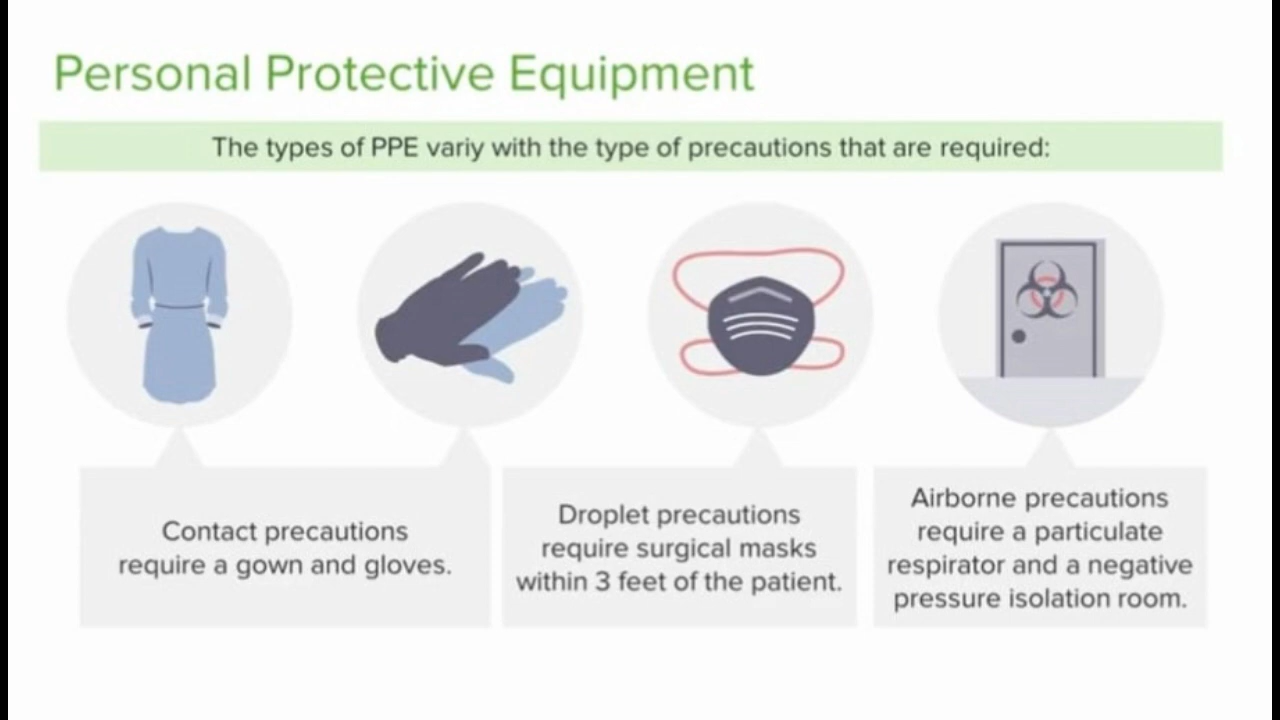 Personal Protective Equipment
The types of PPE variy with the type of precautions that are required:
Contact precautions
require a gown and gloves.
Droplet precautions
require surgical masks
within 3 feet of the patient.
Airborne precautions
require a particulate
respirator and a negative
pressure isolation room.